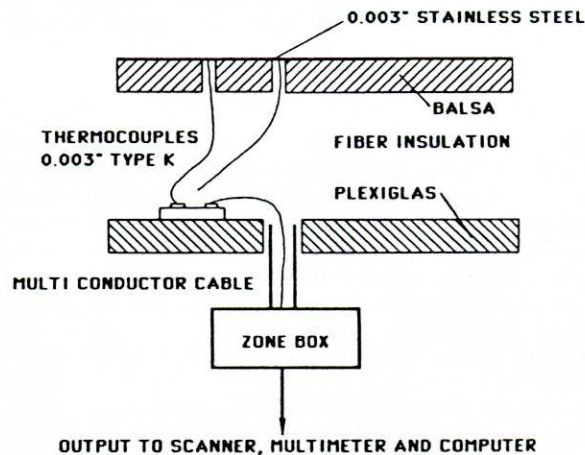 0.003" STAINLESS STEEL
BALSA
THERMOCOUPLES
0.003" TYPE K
FIBER INSULATION
PLEXIGLAS
MULTI CONDUCTOR CABLE
ZONE BOX
OUTPUT TO SCANNER, MULTIMETER AND COMPUTER